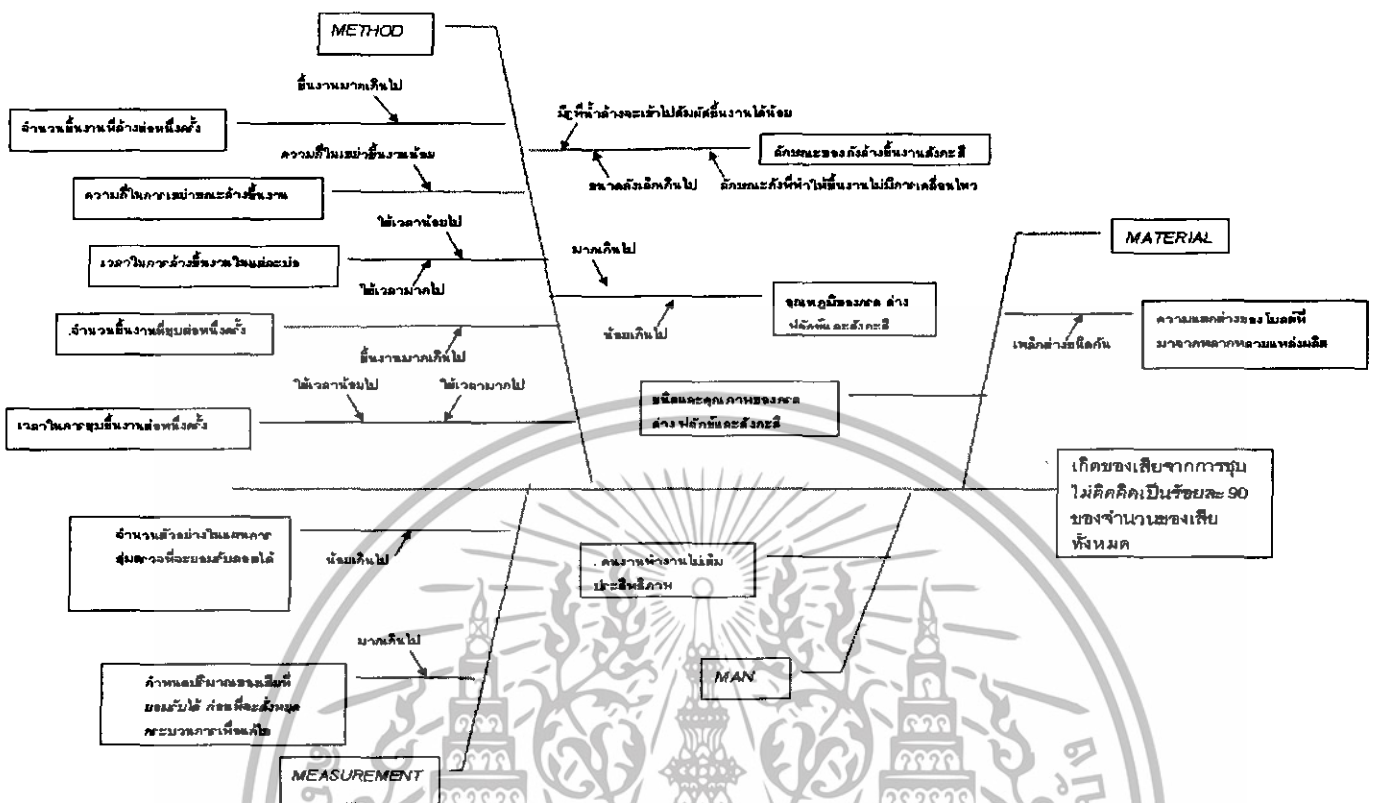 METHOD
ชิ้นงานมากเกินไป
จำนวนชิ้นงานที่ล้างต่อหนึ่งครั้ง
ความถี่ในเขย่าชิ้นงานน้อย
ความถี่ในการเขย่าขณะล้างชิ้นงาน
ใช้เวลาน้อยไป
เวลาในการล้างชิ้นงานในแต่ละบ่อ
ใช้เวลามากไป
จำนวนชิ้นงานที่ชุบต่อหนึ่งครั้ง
ชิ้นงานมากเกินไป
ใช้เวลาน้อยไป
ใช้เวลามากไป
เวลาในการชุบชิ้นงานต่อหนึ่งครั้ง
ที่น้ำล้างจะเข้าไปสัมผัสชิ้นงานได้น้อย
ลักษณะของถังล้างชิ้นงานสังกะสี
ขนาดถังเล็กเกินไป
ลักษณะถังที่ทำให้ชิ้นงานไม่มีการเคลื่อนไหว
มากเกินไป
น้อยเกินไป
อุณหภูมิของกรด ด่าง
ฟลักซ์และสังกะสี
MATERIAL
เหล็กต่างชนิดกัน
ความแตกต่างของโบลต์ที่
มาจากหลากหลายแหล่งผลิต
ชนิดและคุณภาพของกรด
ด่าง ฟลักซ์และสังกะสี
เกิดของเสียจากการชุบ
ไม่ติดคิดเป็นร้อยละ 90
ของจำนวนของเสีย
ทั้งหมด
จำนวนตัวอย่างในแผนการ
สุ่มตรวจที่จะยอมรับลอตได้
น้อยเกินไป
คนงานทำงานไม่เต็ม
ประสิทธิภาพ
มากเกินไป
กำหนดปริมาณของเสียที่
ยอมรับได้ ก่อนที่จะสั่งหยุด
กระบวนการเพื่อแก้ไข
MAN
MEASUREMENT